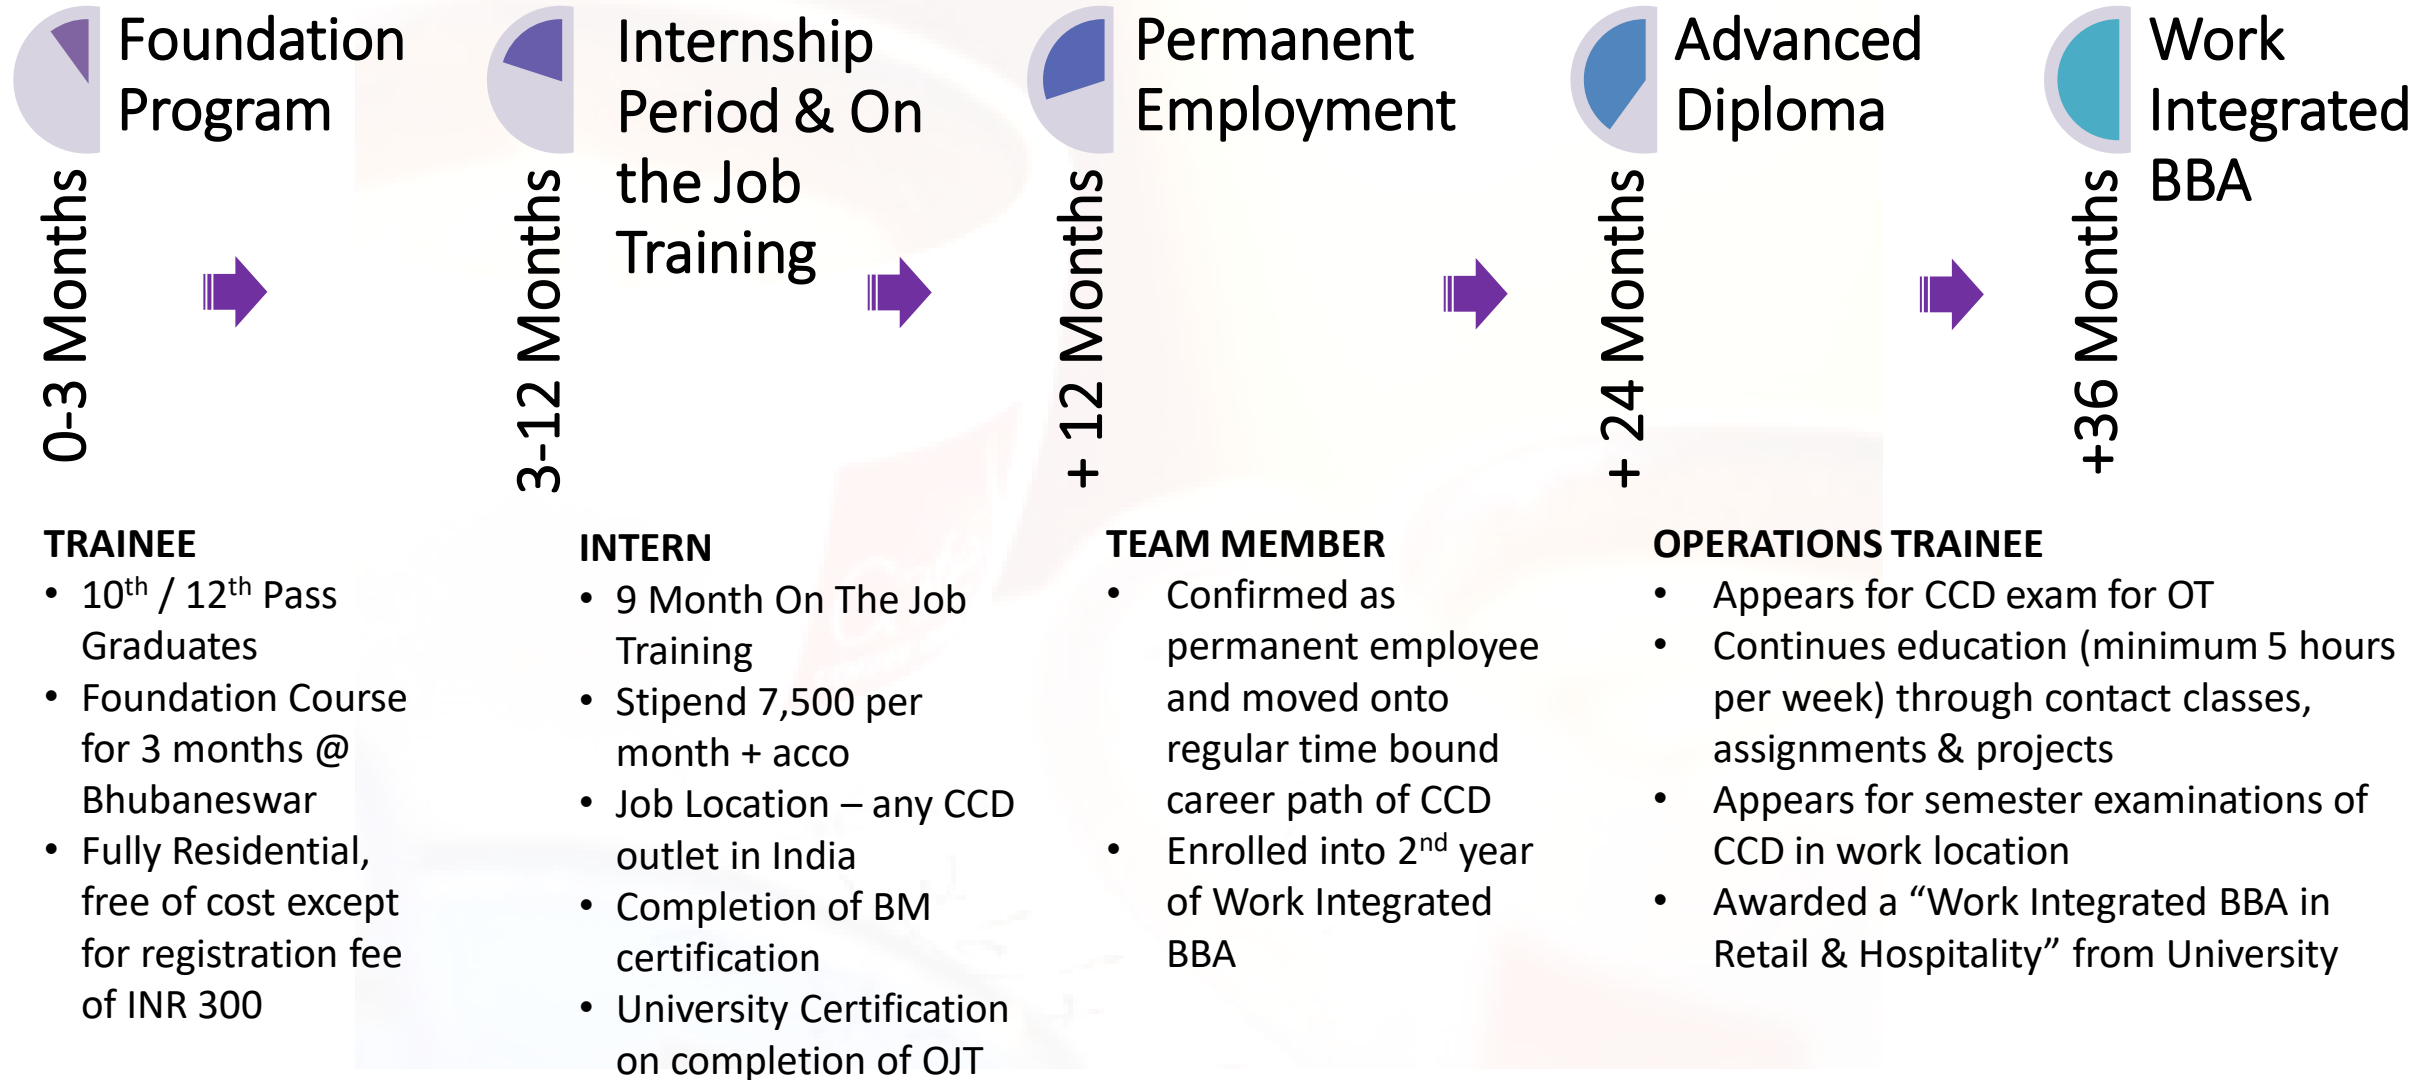 Foundation
Program
0-3 Months
Internship
Period & On
the Job
Training
3-12 Months
Permanent
Employment
+ 12 Months
Advanced
Diploma
+ 24 Months
Work
Integrated
BBA
+36 Months
TRAINEE
• 10th / 12th Pass
Graduates
• Foundation Course
for 3 months @
Bhubaneswar
• Fully Residential,
free of cost except
for registration fee
of INR 300
INTERN
• 9 Month On The Job
Training
• Stipend 7,500 per
month + acco
• Job Location – any CCD
outlet in India
• Completion of BM
certification
• University Certification
on completion of OJT
TEAM MEMBER
• Confirmed as
permanent employee
and moved onto
regular time bound
career path of CCD
• Enrolled into 2nd year
of Work Integrated
BBA
OPERATIONS TRAINEE
• Appears for CCD exam for OT
• Continues education (minimum 5 hours
per week) through contact classes,
assignments & projects
• Appears for semester examinations of
CCD in work location
• Awarded a “Work Integrated BBA in
Retail & Hospitality” from University